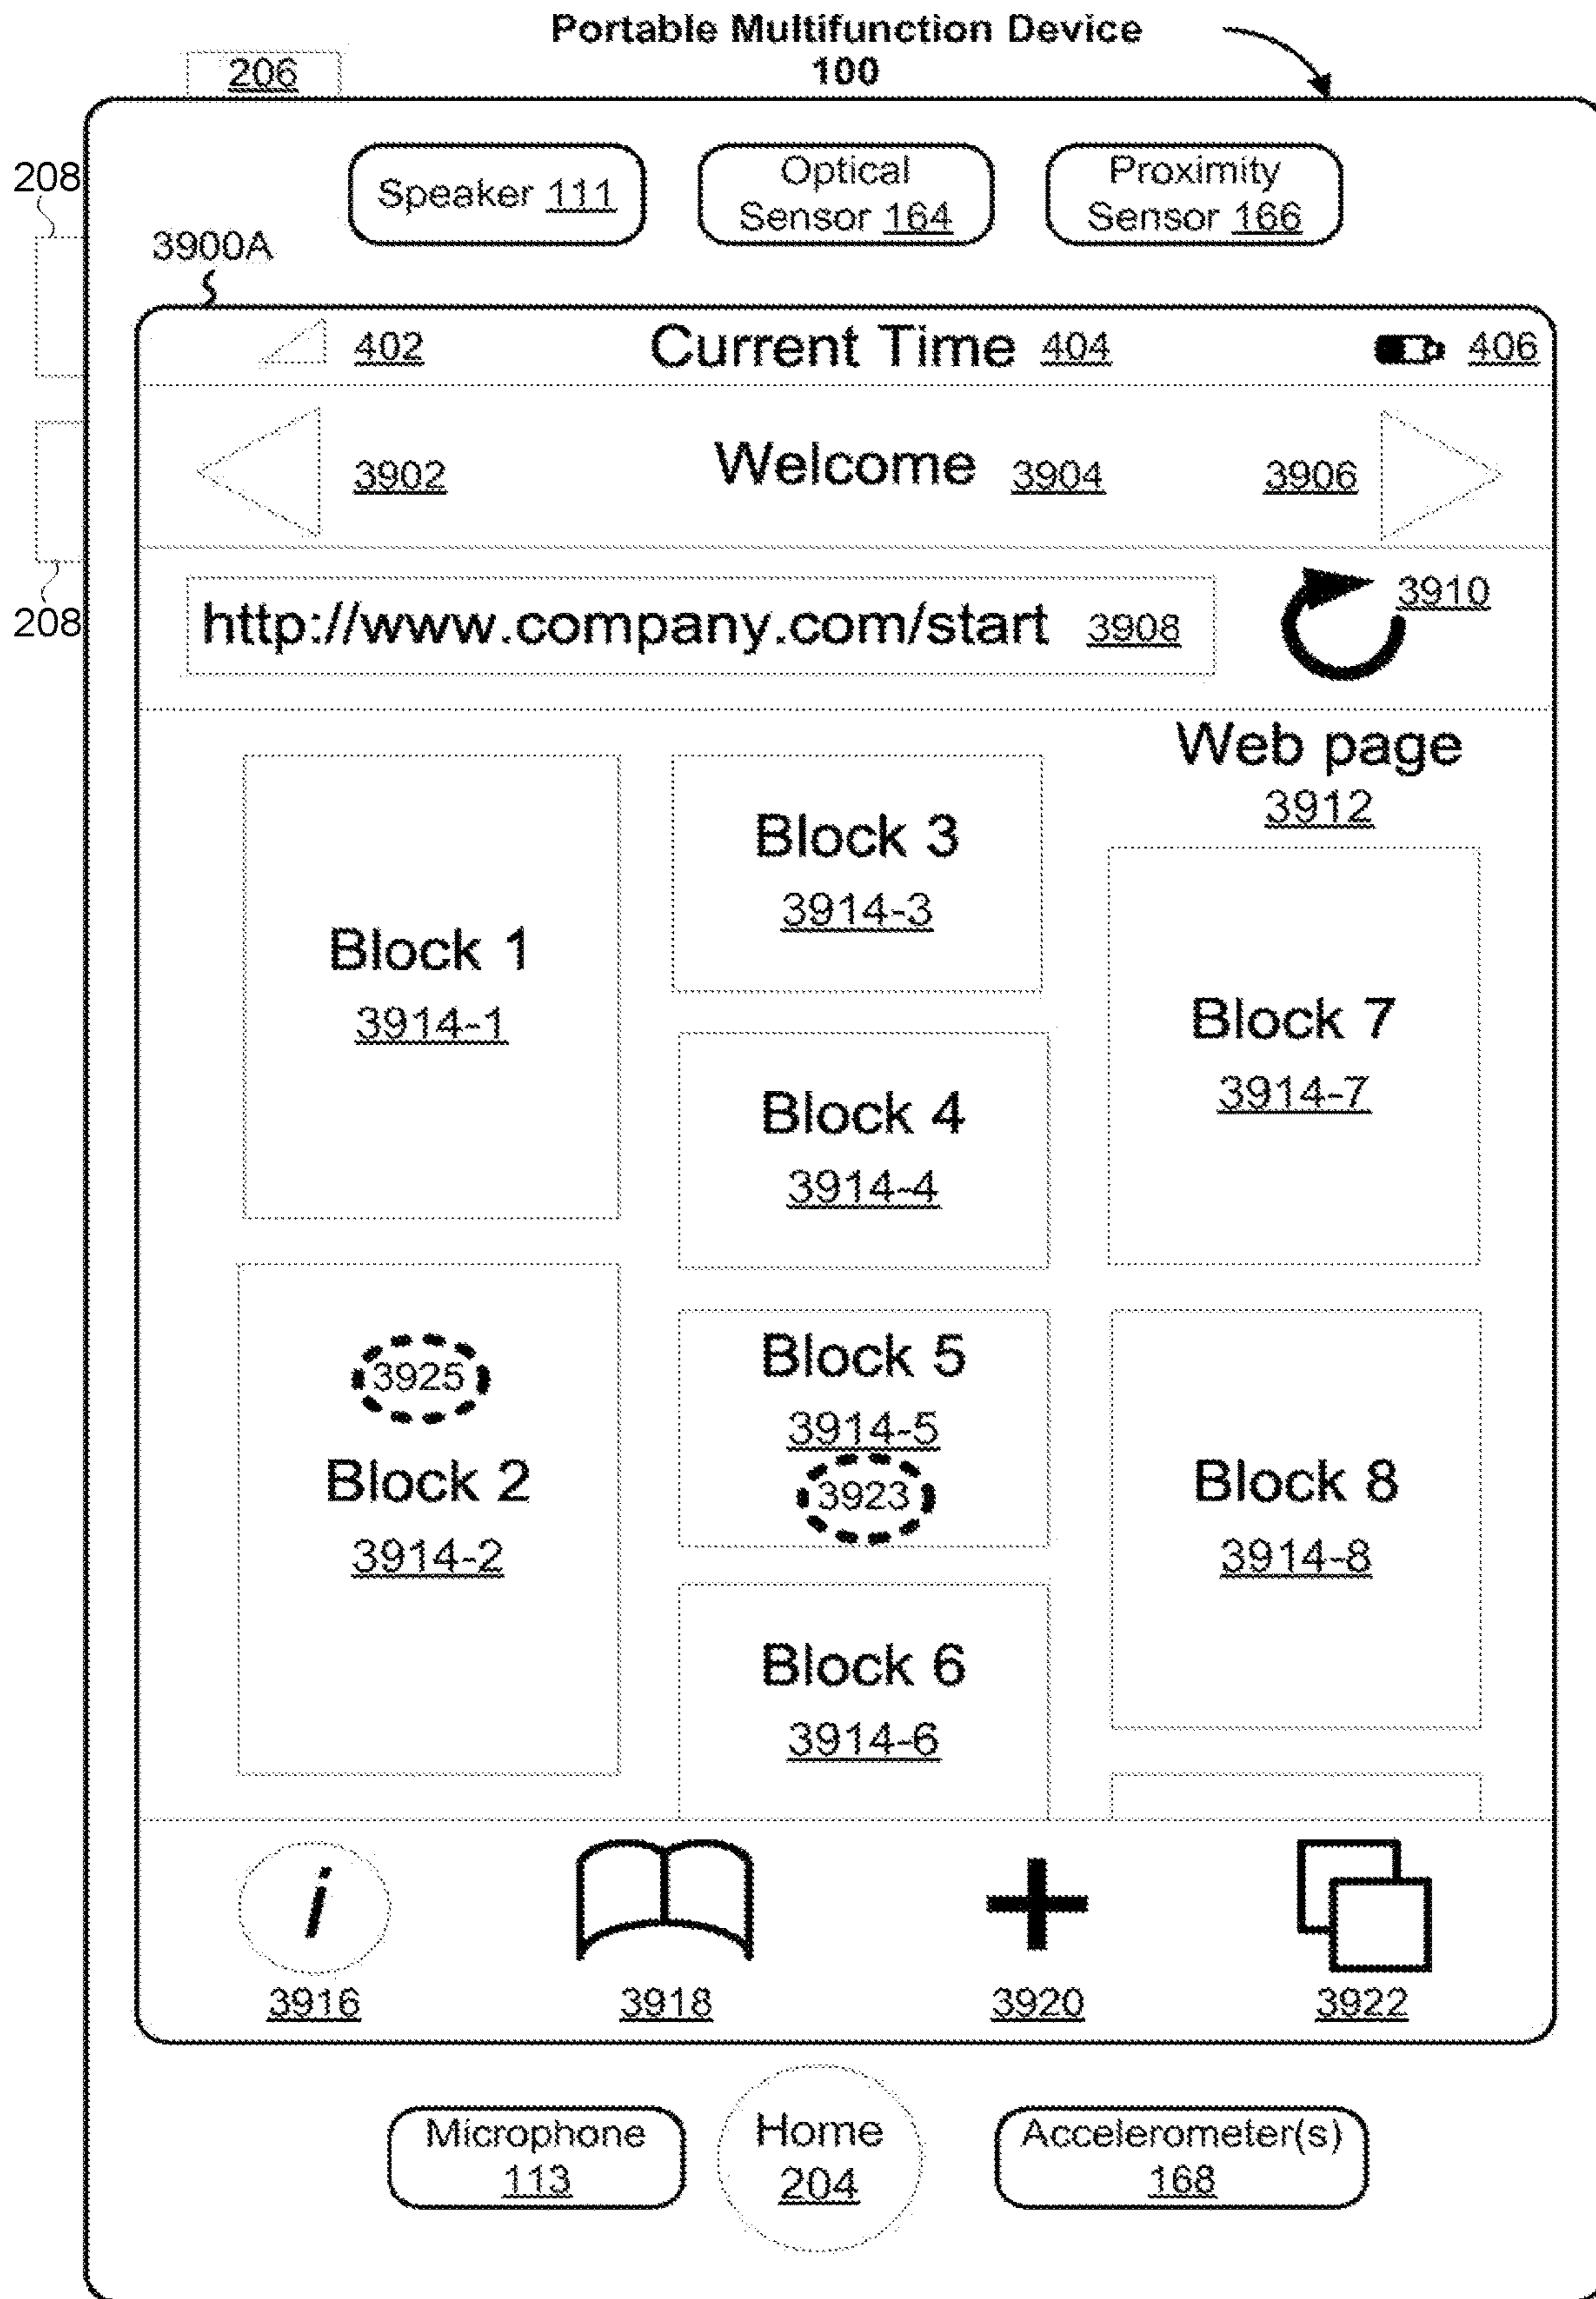 Portable Multifunction Device
100
206
208
Speaker 111
Optical
Sensor 164
Proximity
Sensor 166
3900A
402
Current Time 404
406
3902
Welcome 3904
3906
208
http://www.company.com/start 3908
3910
Web page
3912
Block 1
3914-1
Block 3
3914-3
Block 7
3914-7
Block 4
3914-4
3925
Block 2
3914-2
Block 5
3914-5
3923
Block 8
3914-8
Block 6
3914-6
i
3916
3918
3920
3922
Microphone
113
Home
204
Accelerometer(s)
168